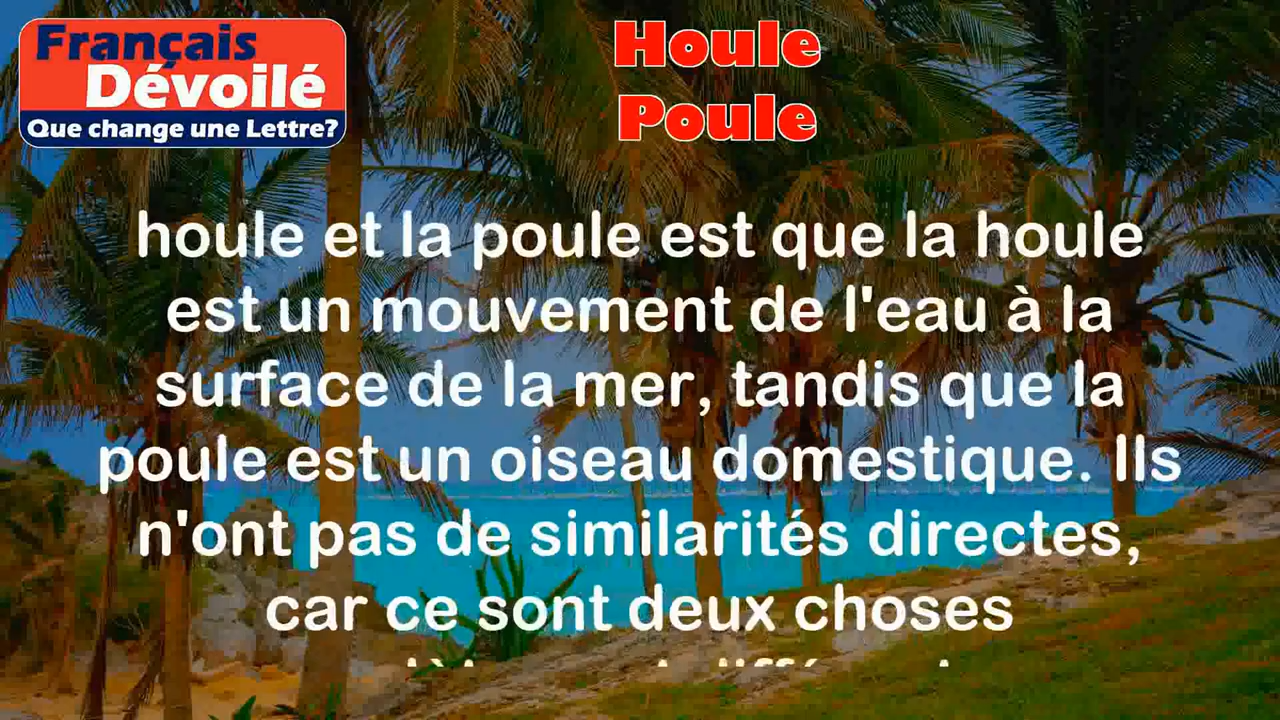 Français
Dévoilé
Que change une Lettre?
Houle
Poule
houle et la poule est que la houle
est un mouvement de l'eau à la
surface de la mer, tandis que la
poule est un oiseau domestique. Ils
n'ont pas de similarités directes,
car ce sont deux choses